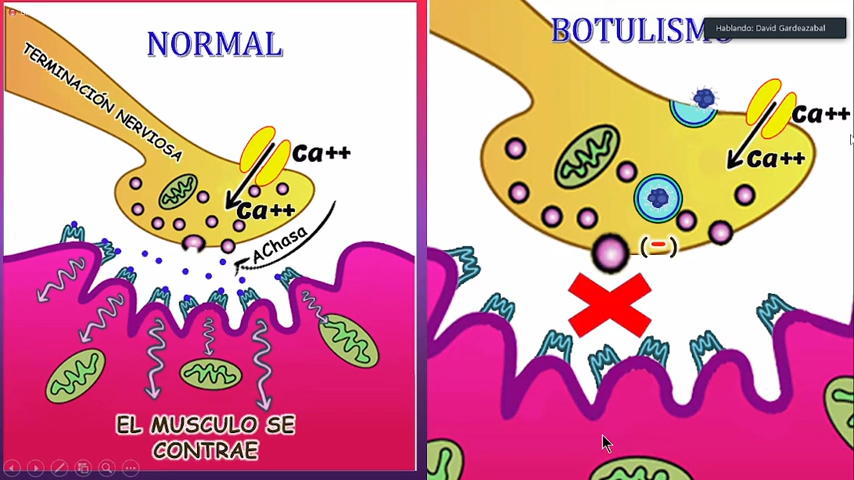 NORMAL
TERMINACIÓN NERVIOSA
Ca++
Ca++
AChasa
EL MUSCULO SE
CONTRAE
BOTULISMO
Hablando: David Gardeazabal
Ca++
Ca++
(-)